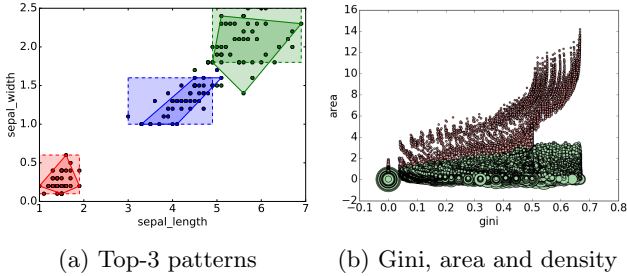 2.5
2.0
1.5
1.0
0.5
0.0
sepal_width
1 2 3 4 5 6 7
sepal_length
16
14
12
10
8
6
4
2
0
−2
area
−0.1 0.0 0.1 0.2 0.3 0.4 0.5 0.6 0.7 0.8
gini
(a) Top-3 patterns
(b) Gini, area and density